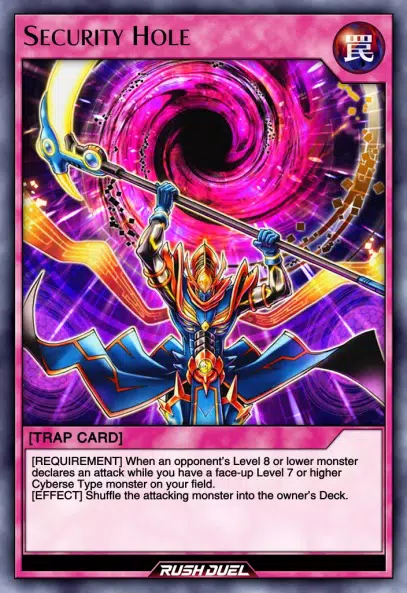 Security Hole
罠
[TRAP CARD]
[REQUIREMENT] When an opponent's Level 8 or lower monster
declares an attack while you have a face-up Level 7 or higher
Cyberse Type monster on your field.
[EFFECT] Shuffle the attacking monster into the owner's Deck.
RUSH DUEL